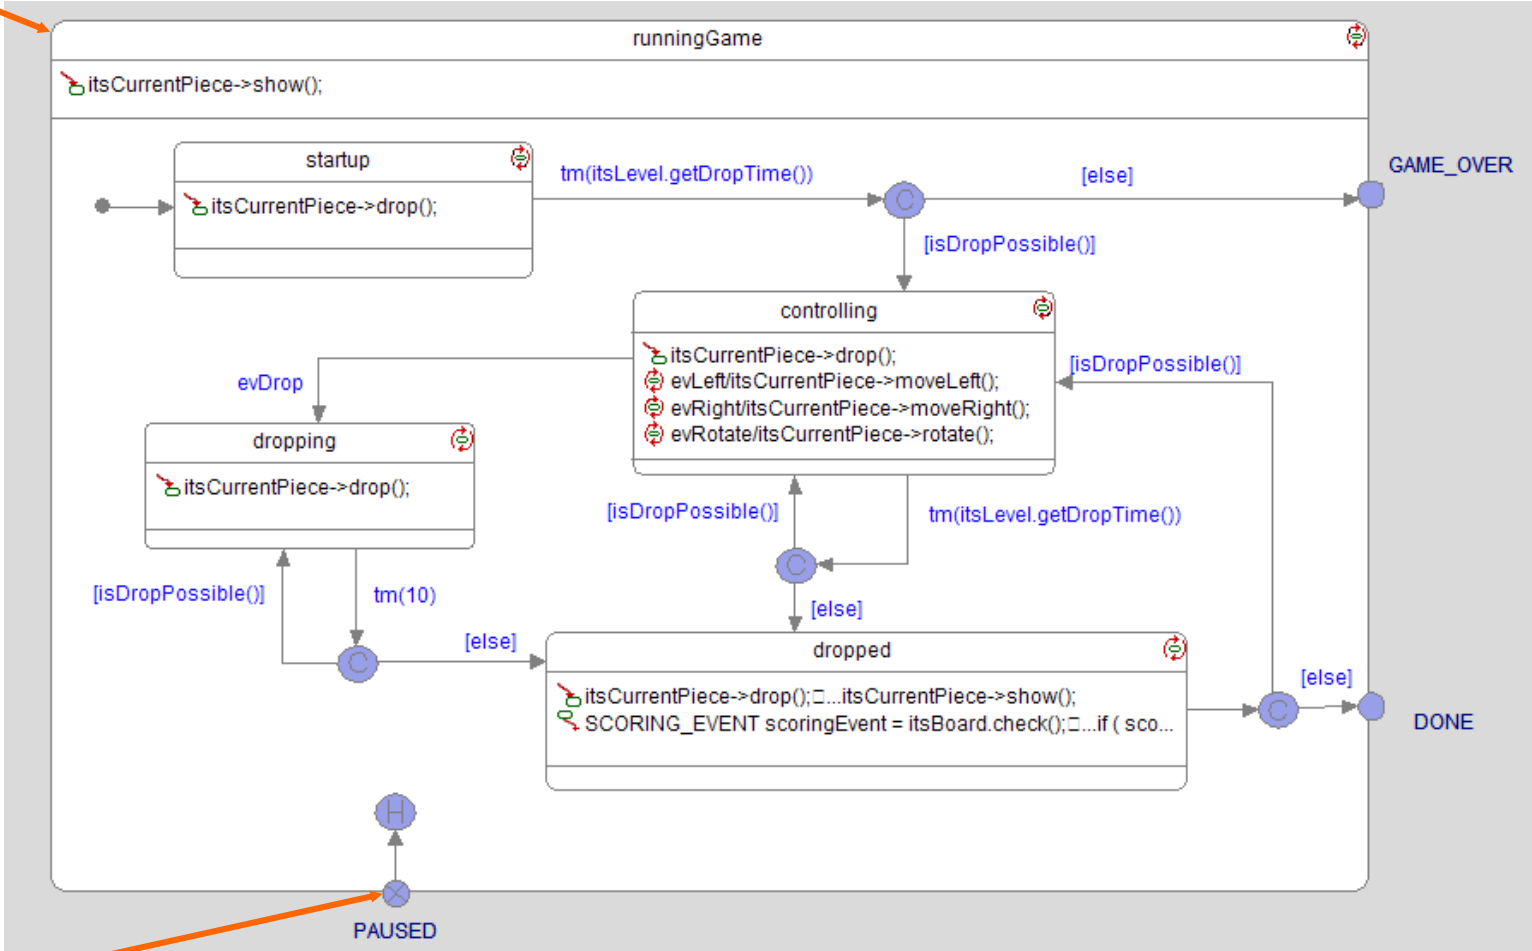 runningGame
itsCurrentPiece->show();
startup
itsCurrentPiece->drop();
tm(itsLevel.getDropTime())
C
[else]
GAME_OVER
[isDropPossible()]
controlling
itsCurrentPiece->drop();
evLeft/itsCurrentPiece->moveLeft();
evRight/itsCurrentPiece->moveRight();
evRotate/itsCurrentPiece->rotate();
[isDropPossible()]
evDrop
dropping
itsCurrentPiece->drop();
[isDropPossible()]
tm(itsLevel.getDropTime())
C
[isDropPossible()]
tm(10)
[else]
C
[else]
dropped
itsCurrentPiece->drop();□...itsCurrentPiece->show();
SCORING_EVENT scoringEvent = itsBoard.check();□...if ( sco...
C
[else]
DONE
H
PAUSED